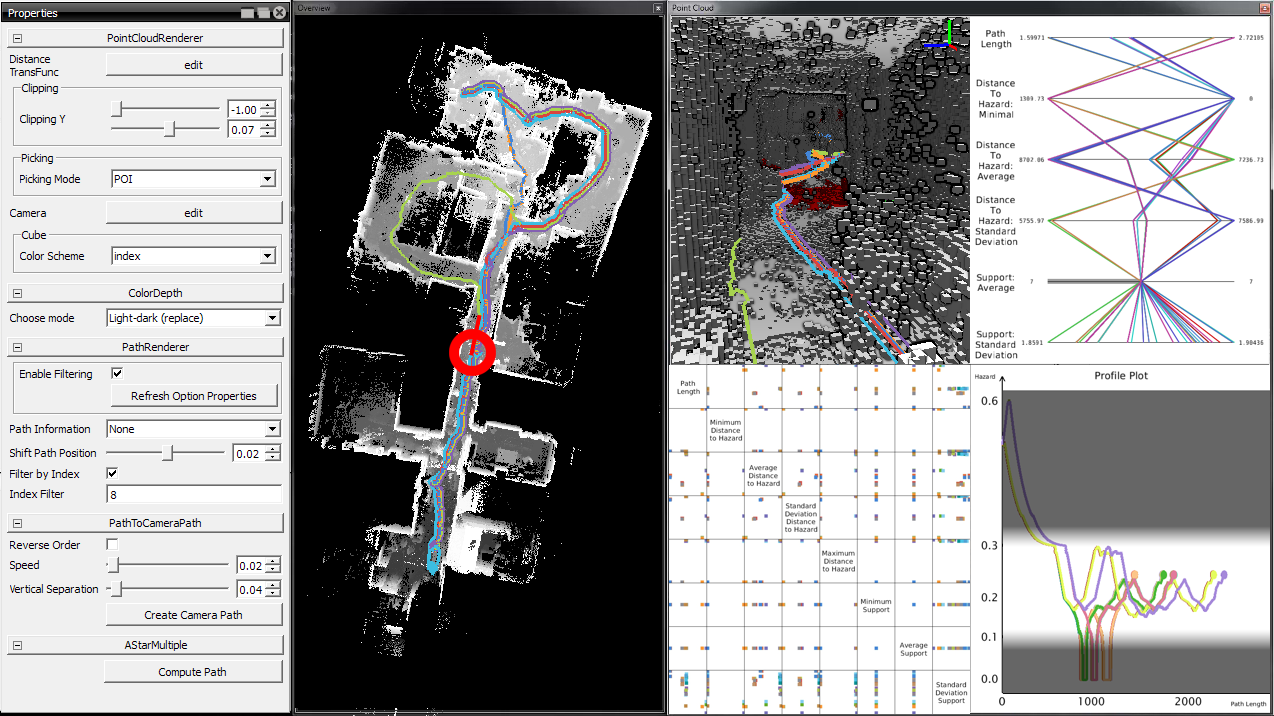 Properties
PointCloudRenderer
Distance
TransFunc
edit
Clipping
Clipping Y
-1.00
0.07
Picking
Picking Mode
POI
Camera
edit
Cube
Color Scheme
index
ColorDepth
Choose mode
Light-dark (replace)
PathRenderer
Enable Filtering
Refresh Option Properties
Path Information
None
Shift Path Position
0.02
Filter by Index
Index Filter
8
PathToCameraPath
Reverse Order
Speed
0.02
Vertical Separation
0.04
Create Camera Path
AStarMultiple
Compute Path
Overview
Point Cloud
Path
Length
1.59971
2.72105
Distance
To
Hazard:
Minimal
1389.73
0
Distance
To
Hazard:
Average
8702.06
7236.73
Distance
To
Hazard:
Standard
Deviation
5755.97
7586.99
Support:
Average
7
7
Support:
Standard
Deviation
1.8591
1.98436
Path
Length
Minimum
Distance
to Hazard
Average
Distance
to Hazard
Standard
Deviation
Distance
to Hazard
Maximum
Distance
to Hazard
Minimum
Support
Average
Support
Standard
Deviation
Support
Profile Plot
Hazard
0.6
0.3
0.2
0.1
0.0
0
1000
2000
Path Length